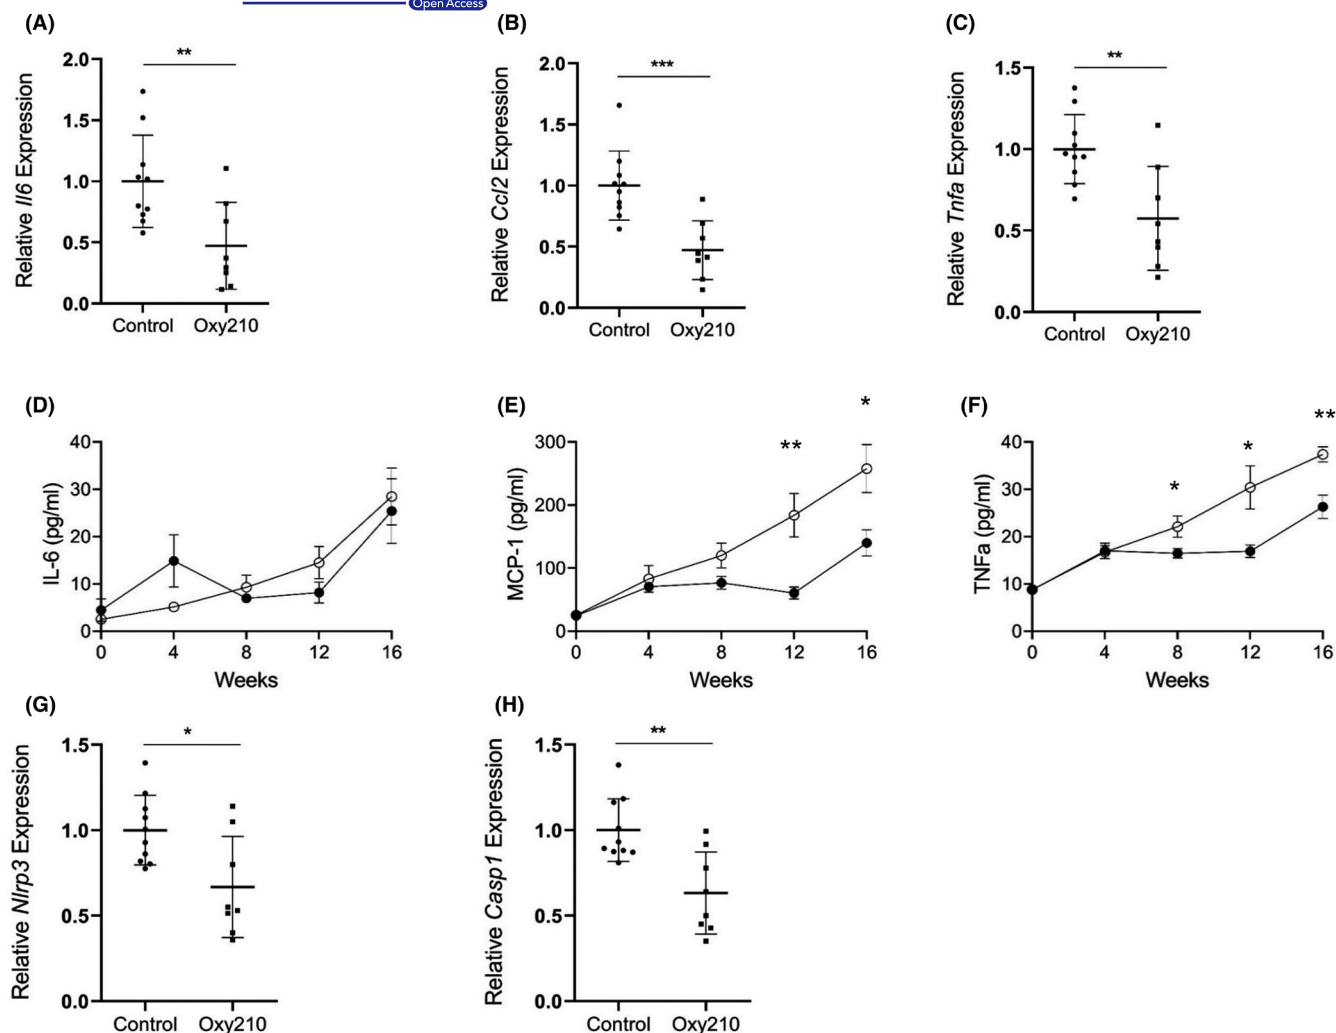 Open Access
(A)
Relative Il6 Expression
2.0
1.5
1.0
0.5
0.0
**
Control Oxy210
(B)
Relative Ccl2 Expression
2.0
1.5
1.0
0.5
0.0
***
Control Oxy210
(C)
Relative Tnfa Expression
1.5
1.0
0.5
0.0
**
Control Oxy210
(D)
IL-6 (pg/ml)
40
30
20
10
0
0 4 8 12 16
Weeks
(E)
MCP-1 (pg/ml)
300
200
100
0
**
*
0 4 8 12 16
Weeks
(F)
TNFa (pg/ml)
40
30
20
10
0
*
*
**
0 4 8 12 16
Weeks
(G)
Relative Nlrp3 Expression
1.5
1.0
0.5
0.0
*
Control Oxy210
(H)
Relative Casp1 Expression
1.5
1.0
0.5
0.0
**
Control Oxy210